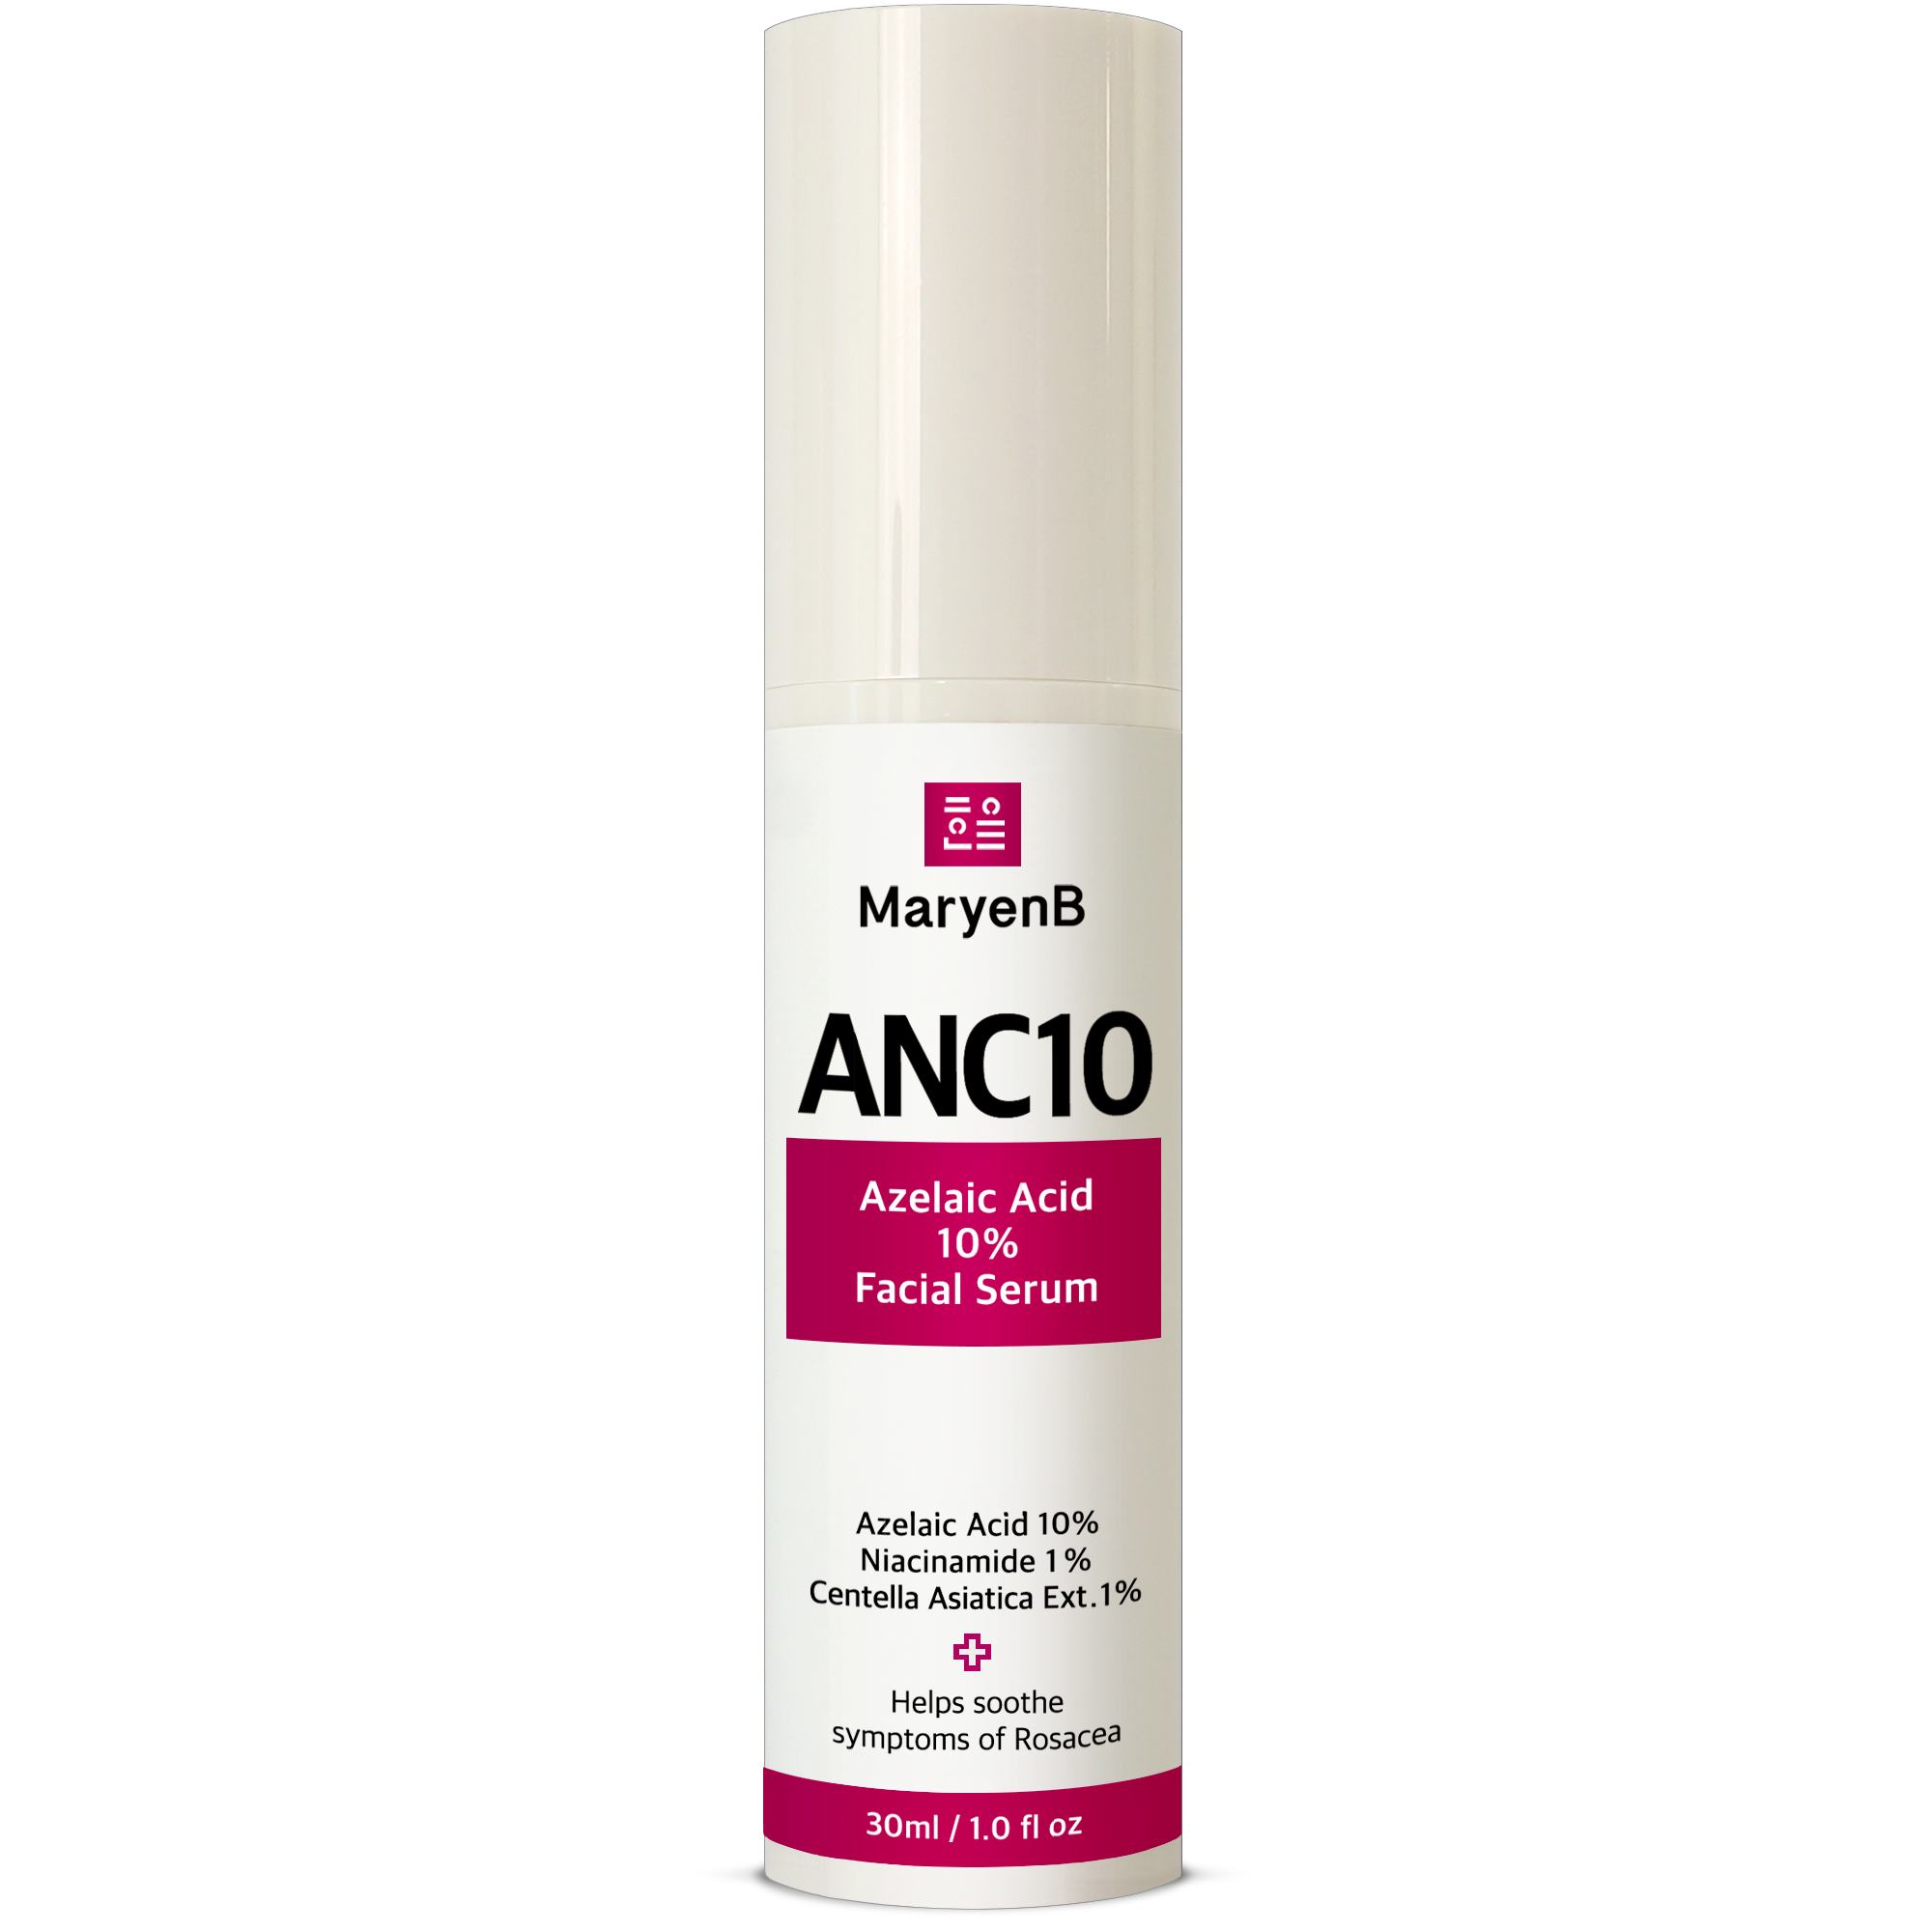 MaryenB
ANC10
Azelaic Acid
10%
Facial Serum
Azelaic Acid 10%
Niacinamide 1%
Centella Asiatica Ext.1%
Helps soothe
symptoms of Rosacea
30ml / 1.0 fl oz